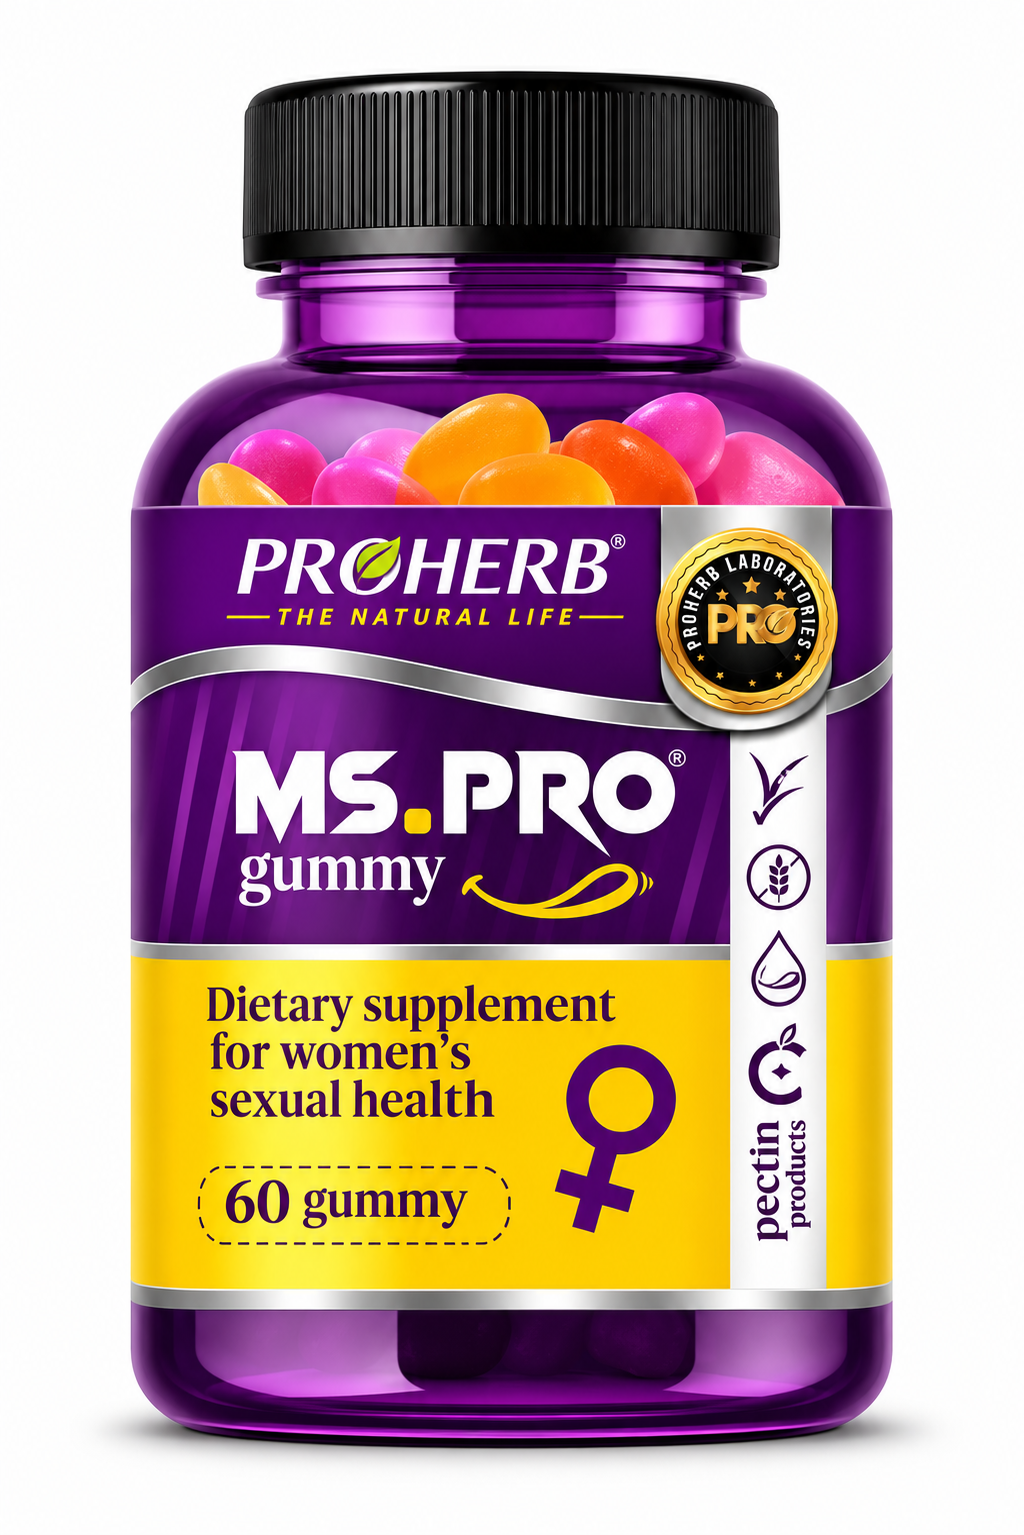 PROHERB®
THE NATURAL LIFE
PROHERB LABORATORIES
PRO
MS.PRO®
gummy
Dietary supplement
for women's
sexual health
60 gummy
pectin
products